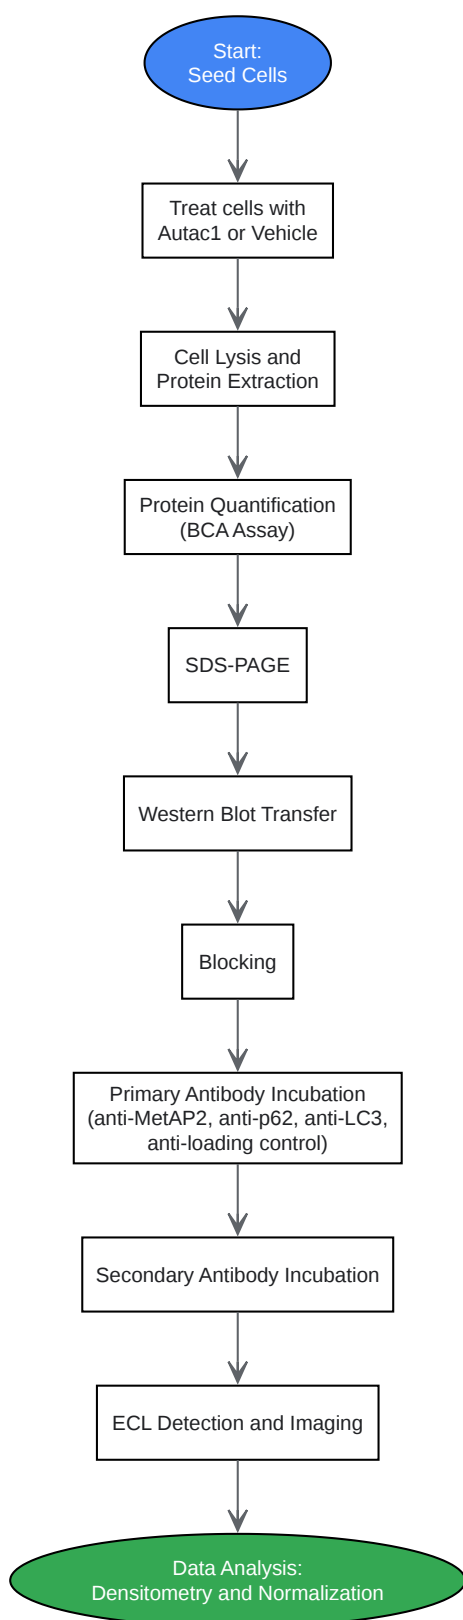 Start:
Seed Cells
Treat cells with
Autac1 or Vehicle
Cell Lysis and
Protein Extraction
Protein Quantification
(BCA Assay)
SDS-PAGE
Western Blot Transfer
Blocking
Primary Antibody Incubation
(anti-MetAP2, anti-p62, anti-LC3,
anti-loading control)
Secondary Antibody Incubation
ECL Detection and Imaging
Data Analysis:
Densitometry and Normalization